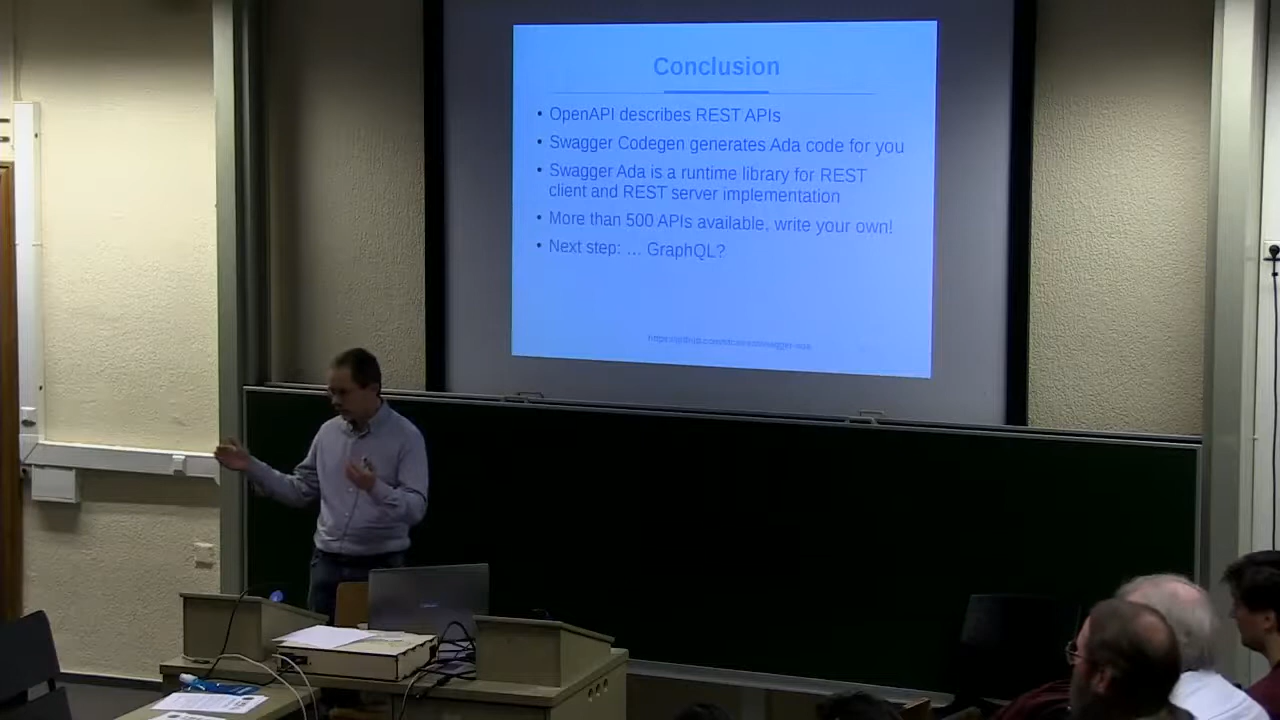 Conclusion
• OpenAPI describes REST APIs
• Swagger Codegen generates Ada code for you
• Swagger Ada is a runtime library for REST
client and REST server implementation
• More than 500 APIs available, write your own!
• Next step: … GraphQL?